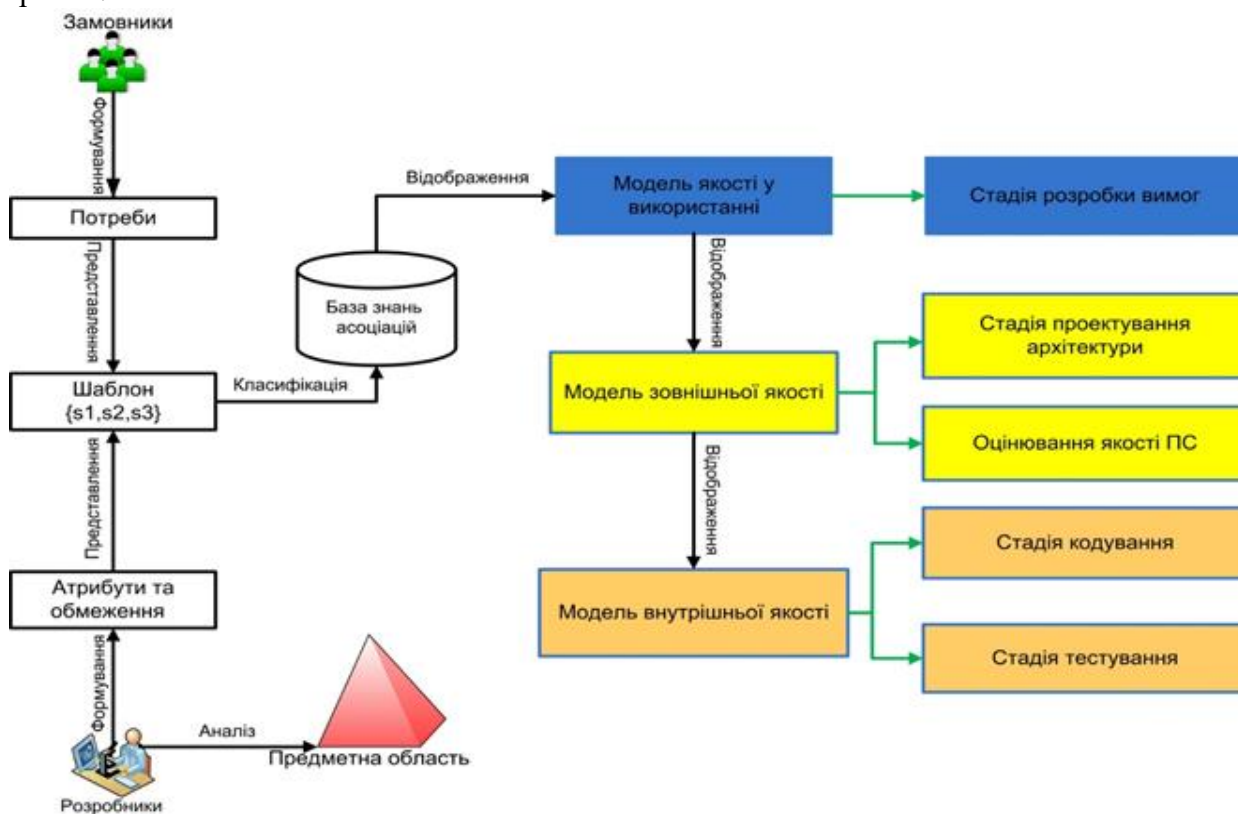 Замовники
Формування
Потреби
Представлення
Шаблон
{s1,s2,s3}
Класифікація
База знань
асоціацій
Відображення
Модель якості у
використанні
Стадія розробки вимог
Відображення
Модель зовнішньої якості
Стадія проектування
архітектури
Оцінювання якості ПС
Відображення
Модель внутрішньої якості
Стадія кодування
Стадія тестування
Представлення
Атрибути та
обмеження
Формування
Аналіз
Предметна область
Розробники